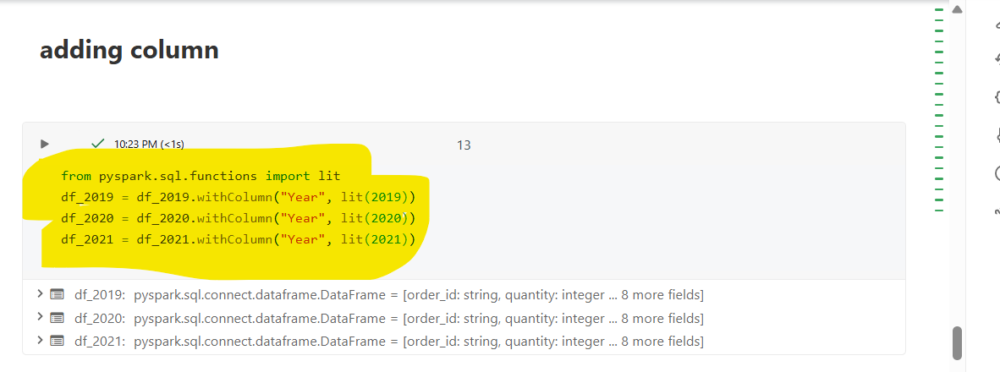 adding column
10:23 PM (<1s)
13
from pyspark.sql.functions import lit
df_2019 = df_2019.withColumn("Year", lit(2019))
df_2020 = df_2020.withColumn("Year", lit(2020))
df_2021 = df_2021.withColumn("Year", lit(2021))
df_2019: pyspark.sql.connect.dataframe.DataFrame = [order_id: string, quantity: integer ... 8 more fields]
df_2020: pyspark.sql.connect.dataframe.DataFrame = [order_id: string, quantity: integer ... 8 more fields]
df_2021: pyspark.sql.connect.dataframe.DataFrame = [order_id: string, quantity: integer ... 8 more fields]